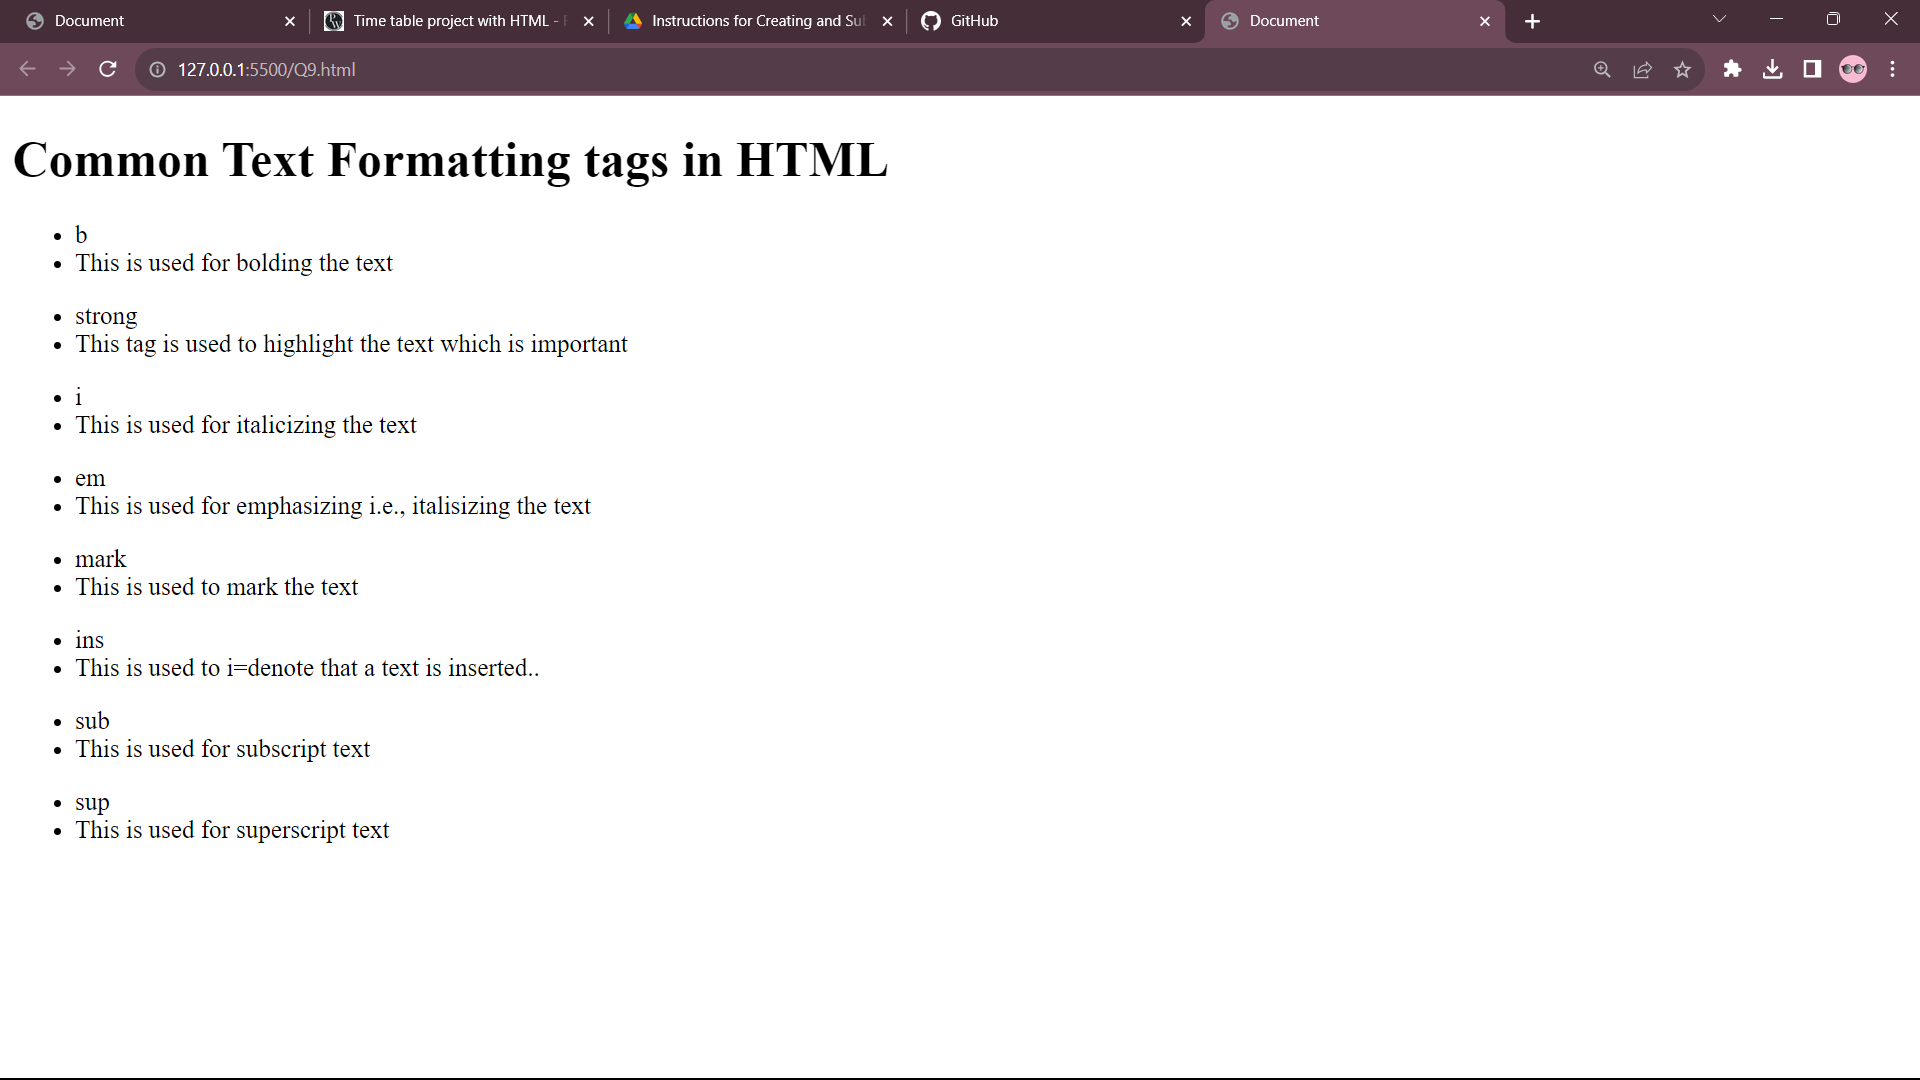 Document
Time table project with HTML -
Instructions for Creating and Su
GitHub
Document
127.0.0.1:5500/Q9.html
Common Text Formatting tags in HTML
• b
• This is used for bolding the text
• strong
• This tag is used to highlight the text which is important
• i
• This is used for italicizing the text
• em
• This is used for emphasizing i.e., italisizing the text
• mark
• This is used to mark the text
• ins
• This is used to i=denote that a text is inserted..
• sub
• This is used for subscript text
• sup
• This is used for superscript text